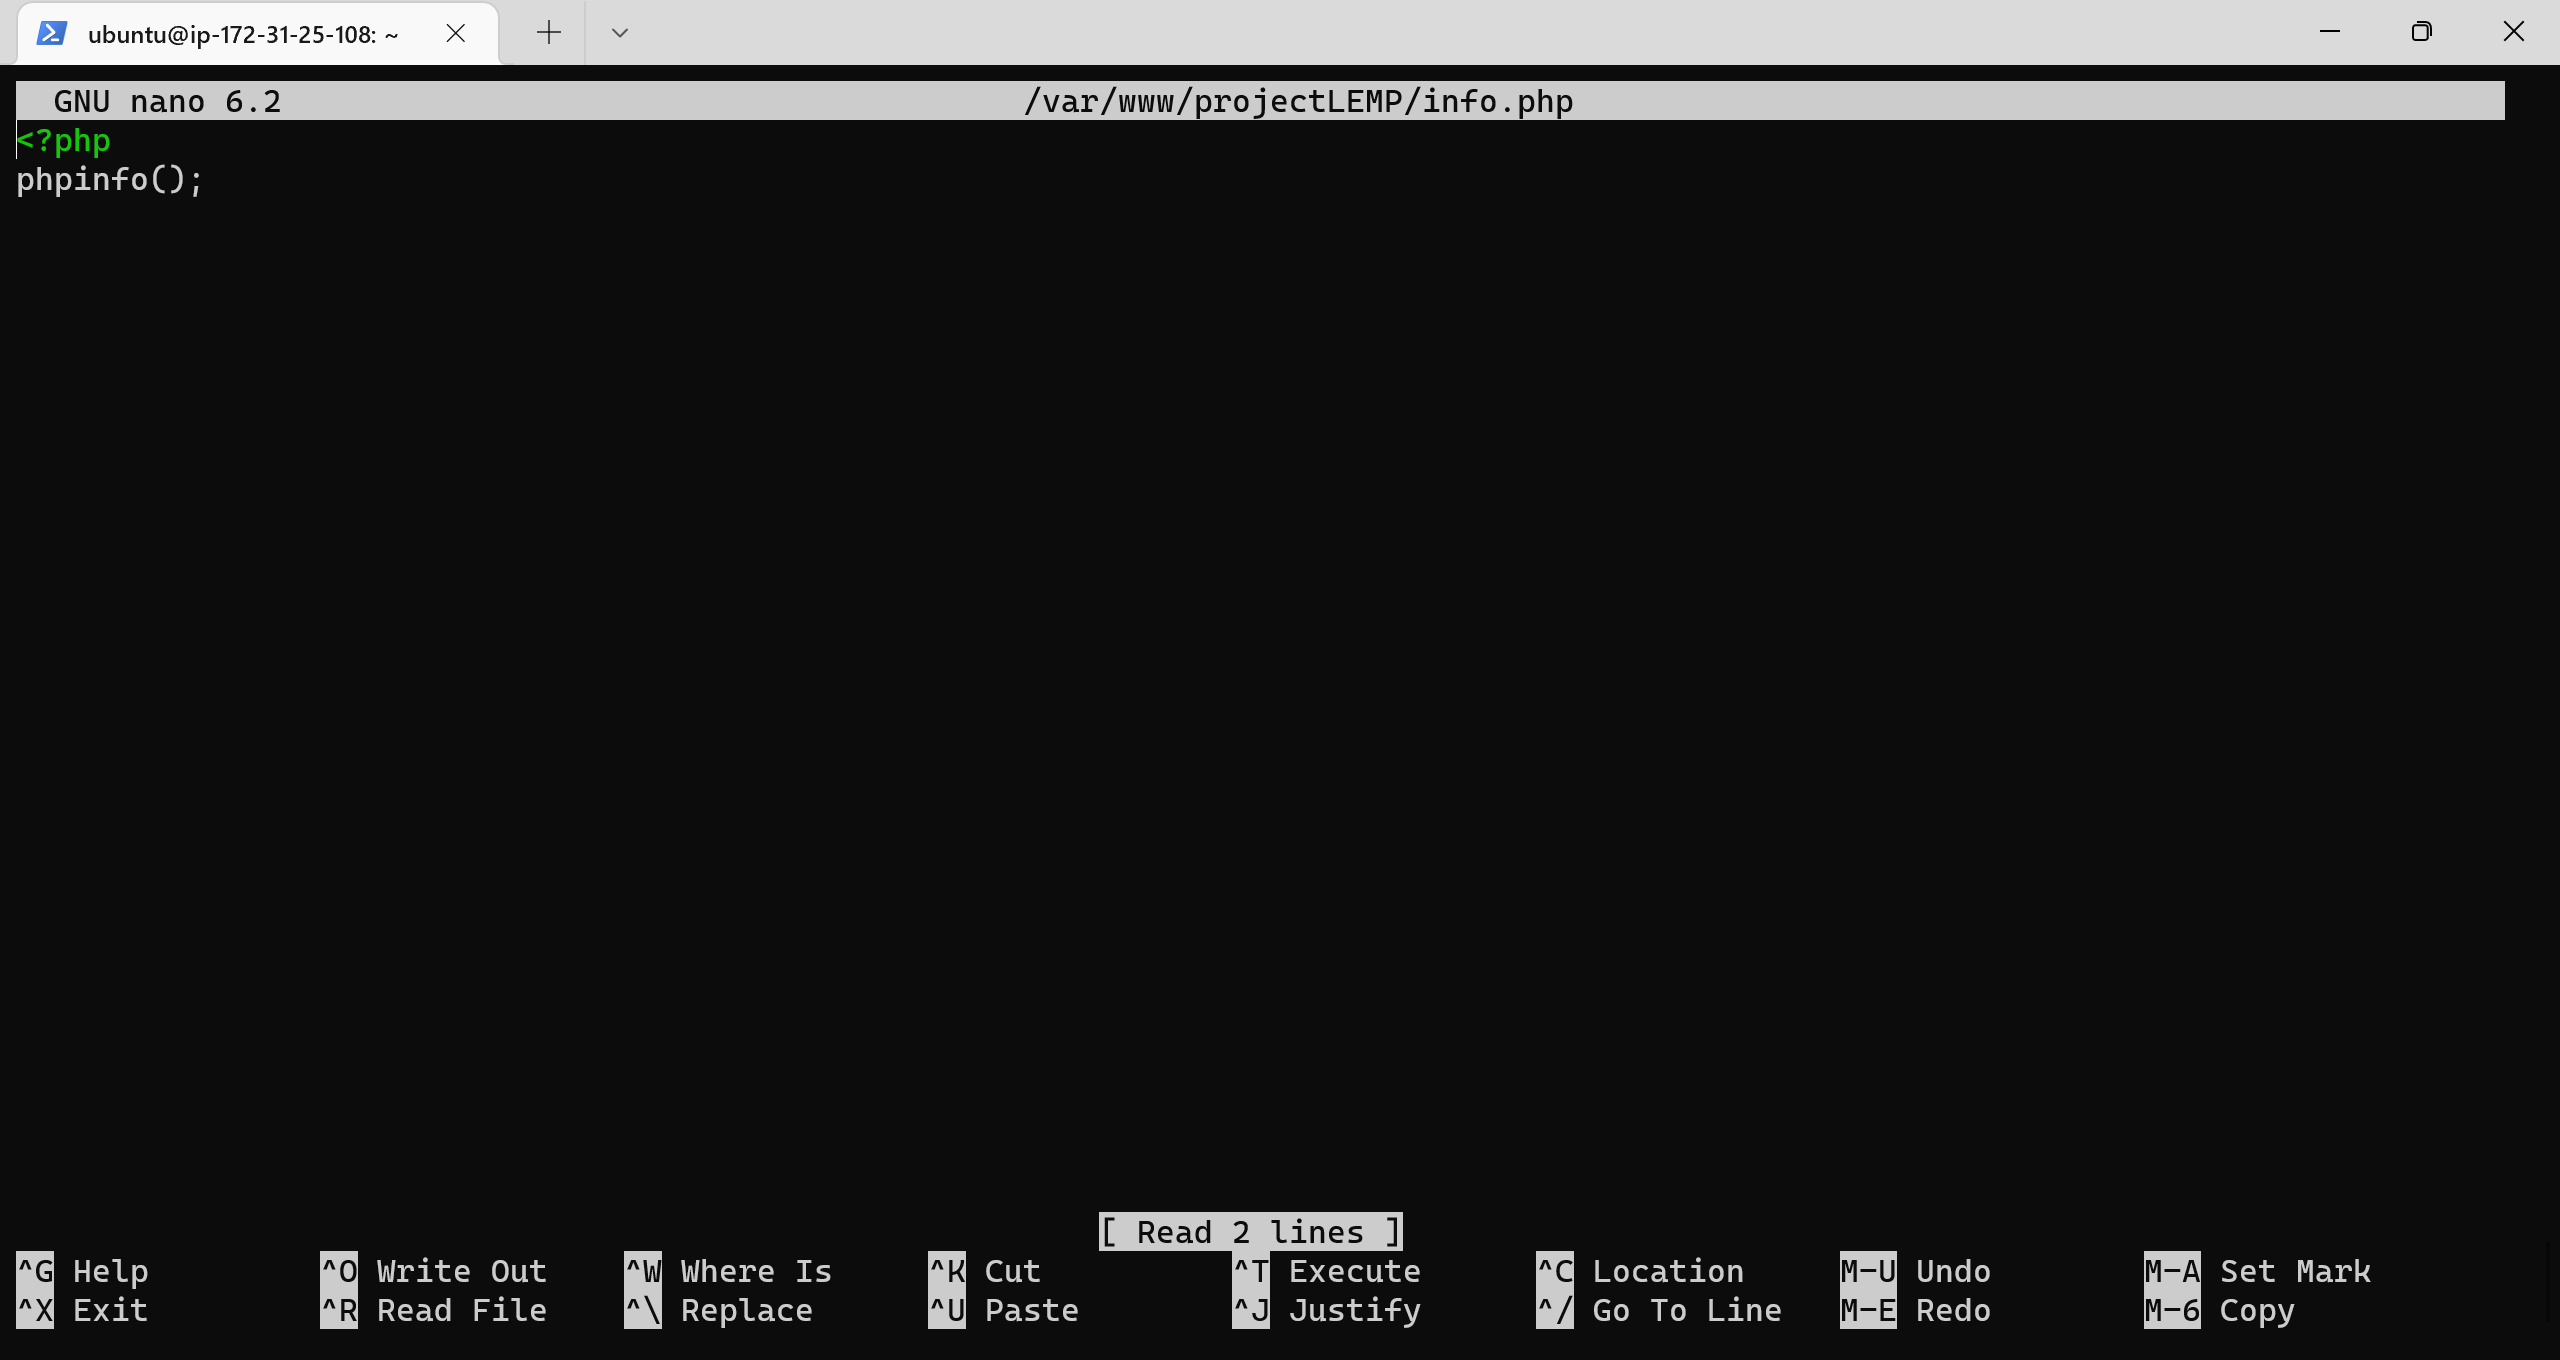 ubuntu@ip-172-31-25-108: ~
GNU nano 6.2 /var/www/projectLEMP/info.php
<?php
phpinfo();
[ Read 2 lines ]
^G Help ^O Write Out ^W Where Is ^K Cut ^T Execute ^C Location M-U Undo M-A Set Mark
^X Exit ^R Read File ^\ Replace ^U Paste ^J Justify ^/ Go To Line M-E Redo M-6 Copy